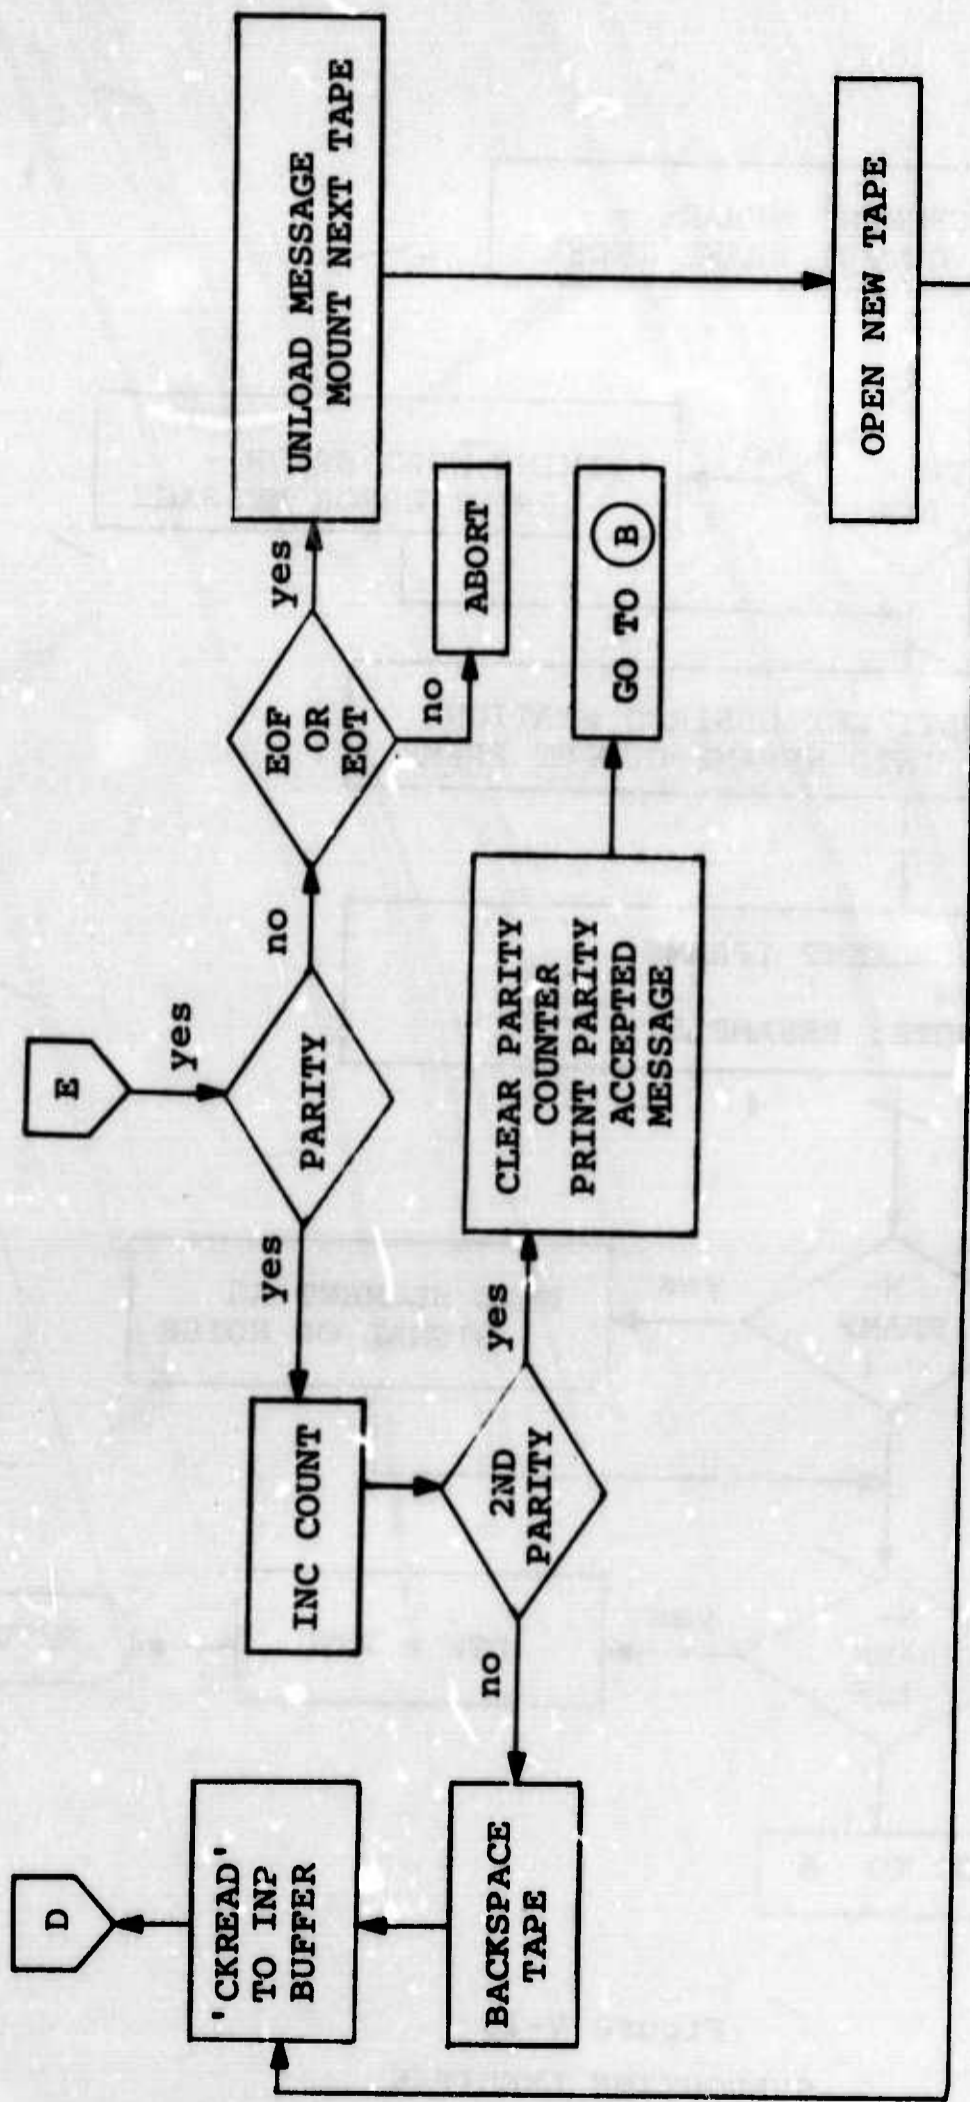 D
E
'CKREAD'
TO IN?
BUFFER
BACKSPACE
TAPE
no
INC COUNT
yes
2ND
PARITY
yes
yes
PARITY
no
CLEAR PARITY
COUNTER
PRINT PARITY
ACCEPTED
MESSAGE
EOF
OR
EOT
yes
no
ABORT
GO TO B
UNLOAD MESSAGE
MOUNT NEXT TAPE
OPEN NEW TAPE